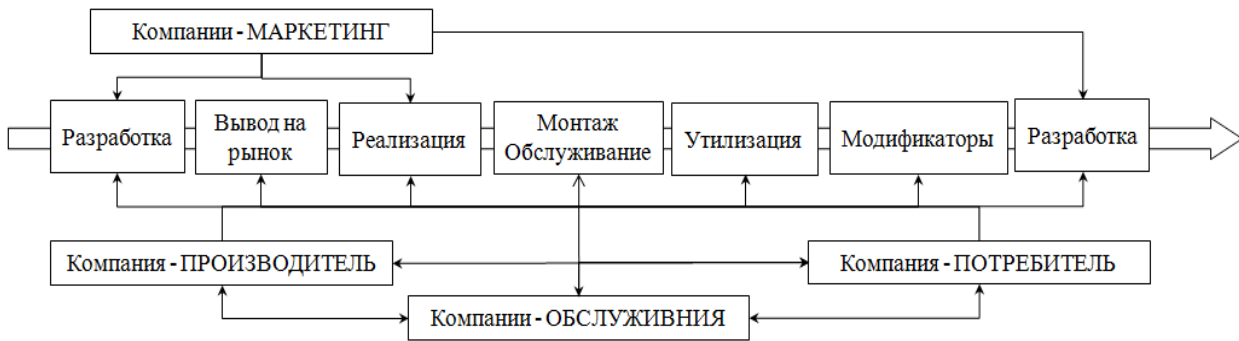 Компании - МАРКЕТИНГ
Разработка
Вывод на
рынок
Реализация
Монтаж
Обслуживание
Утилизация
Модификаторы
Разработка
Компания - ПРОИЗВОДИТЕЛЬ
Компания - ПОТРЕБИТЕЛЬ
Компании - ОБСЛУЖИВНИЯ